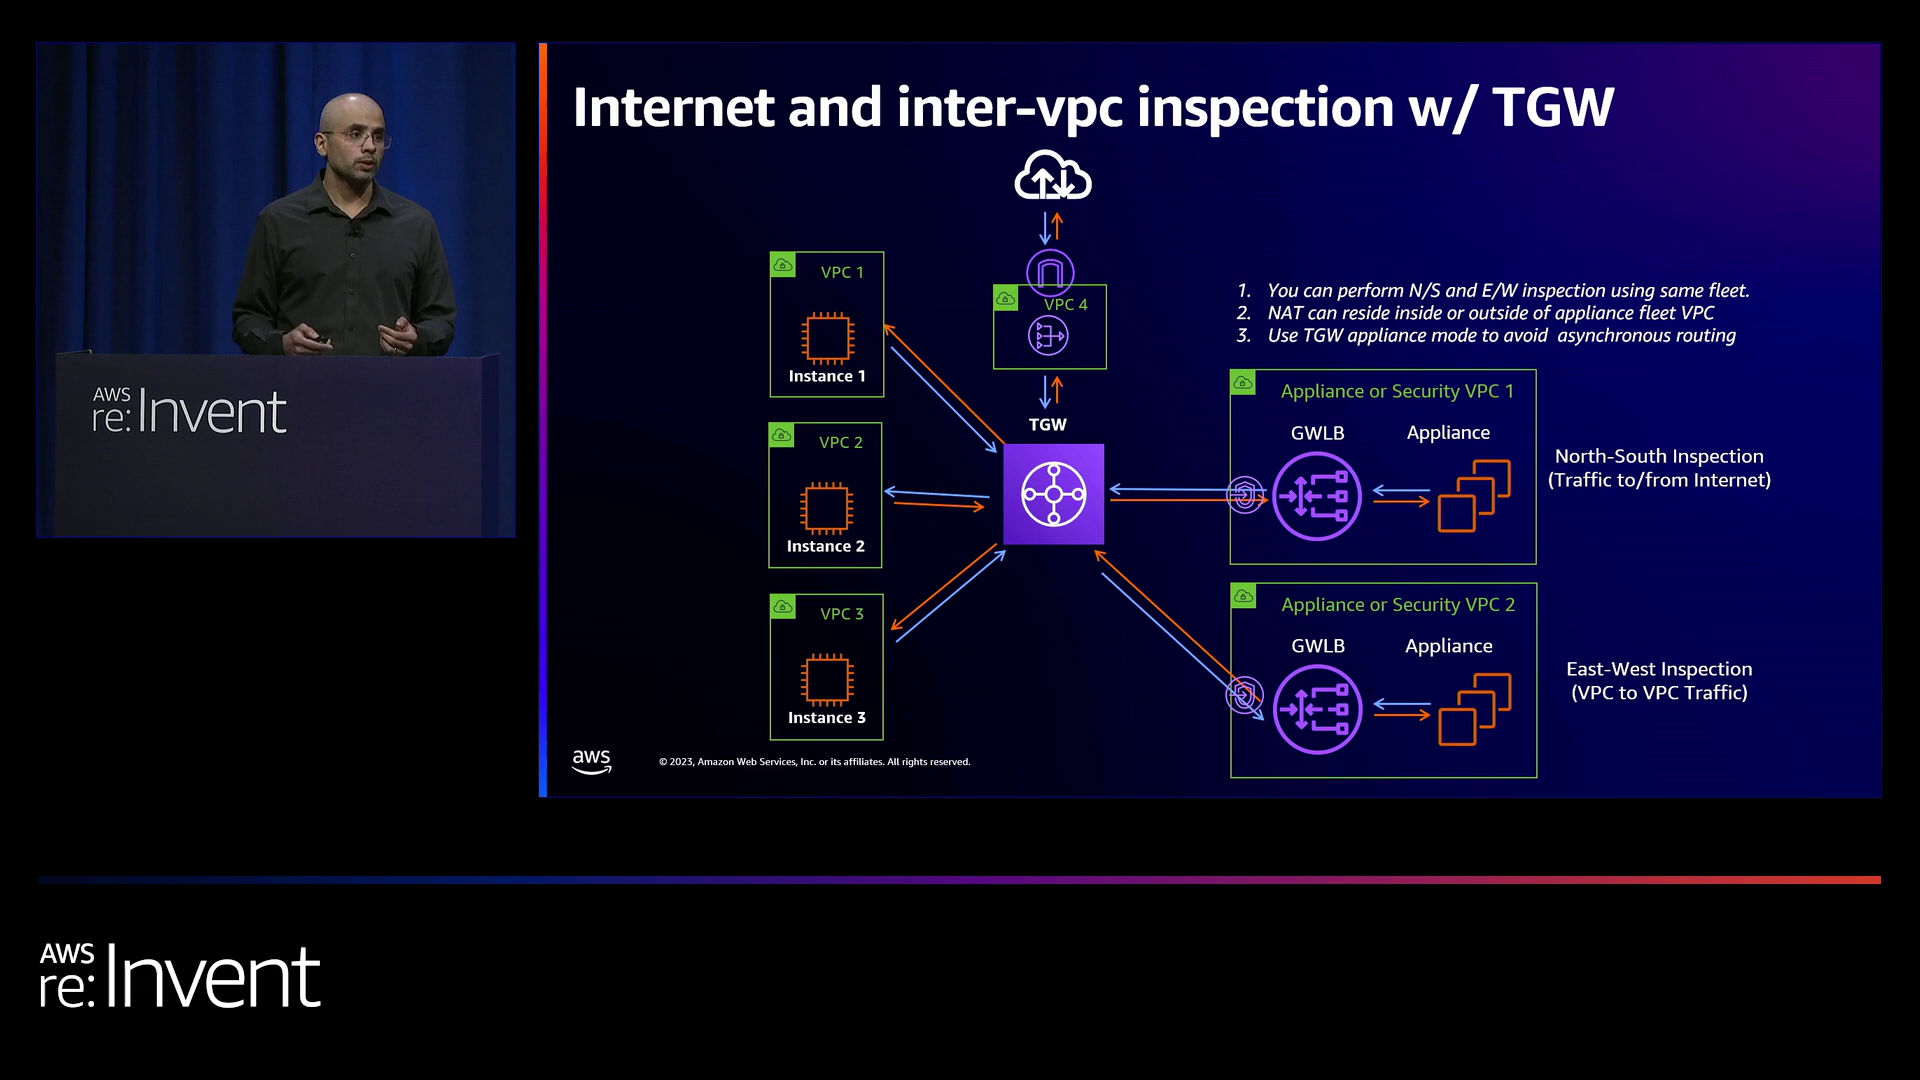 AWS
re:Invent
Internet and inter-vpc inspection w/ TGW
VPC 1
Instance 1
VPC 2
Instance 2
VPC 3
Instance 3
VPC 4
TGW
1. You can perform N/S and E/W inspection using same fleet.
2. NAT can reside inside or outside of appliance fleet VPC
3. Use TGW appliance mode to avoid asynchronous routing
Appliance or Security VPC 1
GWLB Appliance
North-South Inspection
(Traffic to/from Internet)
Appliance or Security VPC 2
GWLB Appliance
East-West Inspection
(VPC to VPC Traffic)
aws
© 2023, Amazon Web Services, Inc. or its affiliates. All rights reserved.
AWS
re:Invent